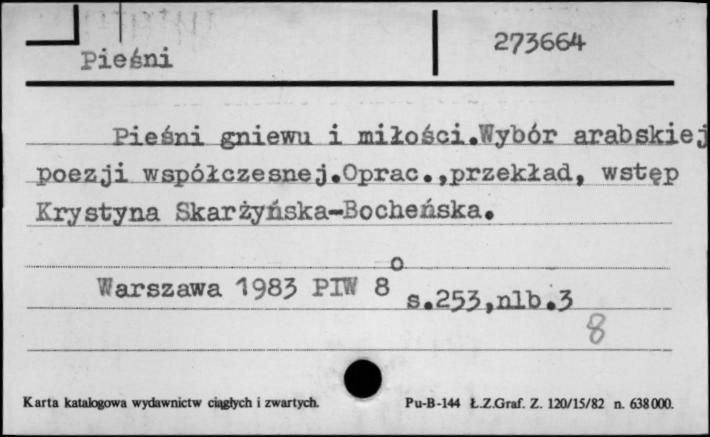 273664
Pieśni
Pieśni gniewu i miłości.Wybór arabskiej
poezji współczesnej.Oprac.,przekład, wstęp
Krystyna Skarżyńska-Bocheńska.
Warszawa 1983 PIW 8o s.253,nlb.3
8
Karta katalogowa wydawnictw ciągłych i zwartych. Pu-B-144 Ł.Z.Graf. Z. 120/15/82 n. 638000.